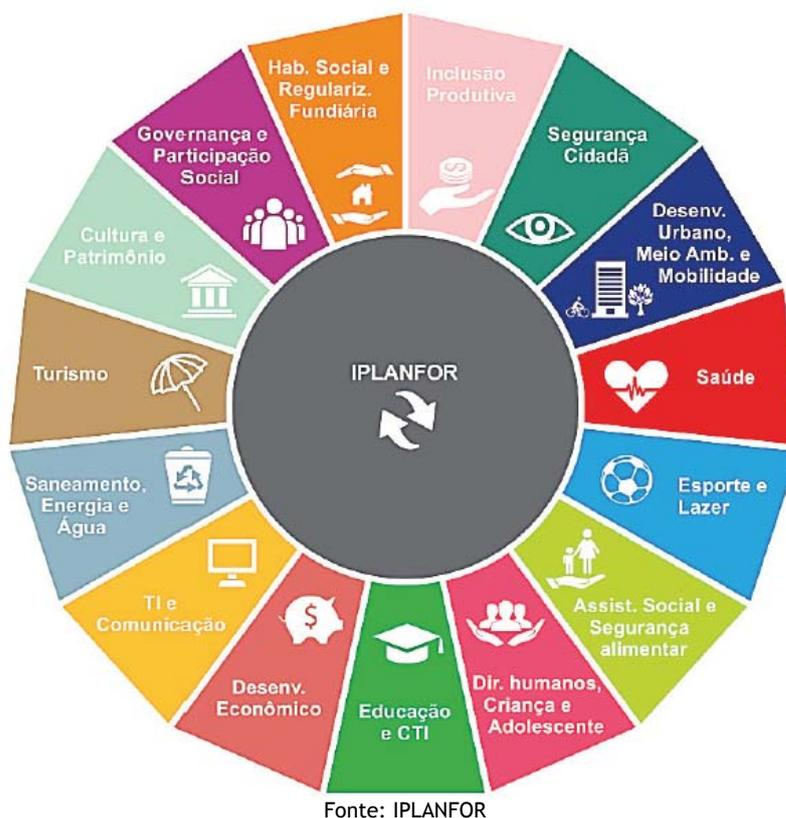 Hab. Social e
Regulariz.
Fundiária
Inclusão
Produtiva
Segurança
Cidadã
Desenv.
Urbano,
Meio Amb. e
Mobilidade
Saúde
Esporte e
Lazer
Assist. Social e
Segurança
alimentar
Dir. humanos,
Criança e
Adolescente
Educação
e CTI
Desenv.
Econômico
$
TI e
Comunicação
Saneamento,
Energia e
Água
Turismo
Cultura e
Patrimônio
Governança e
Participação
Social
IPLANFOR
Fonte: IPLANFOR